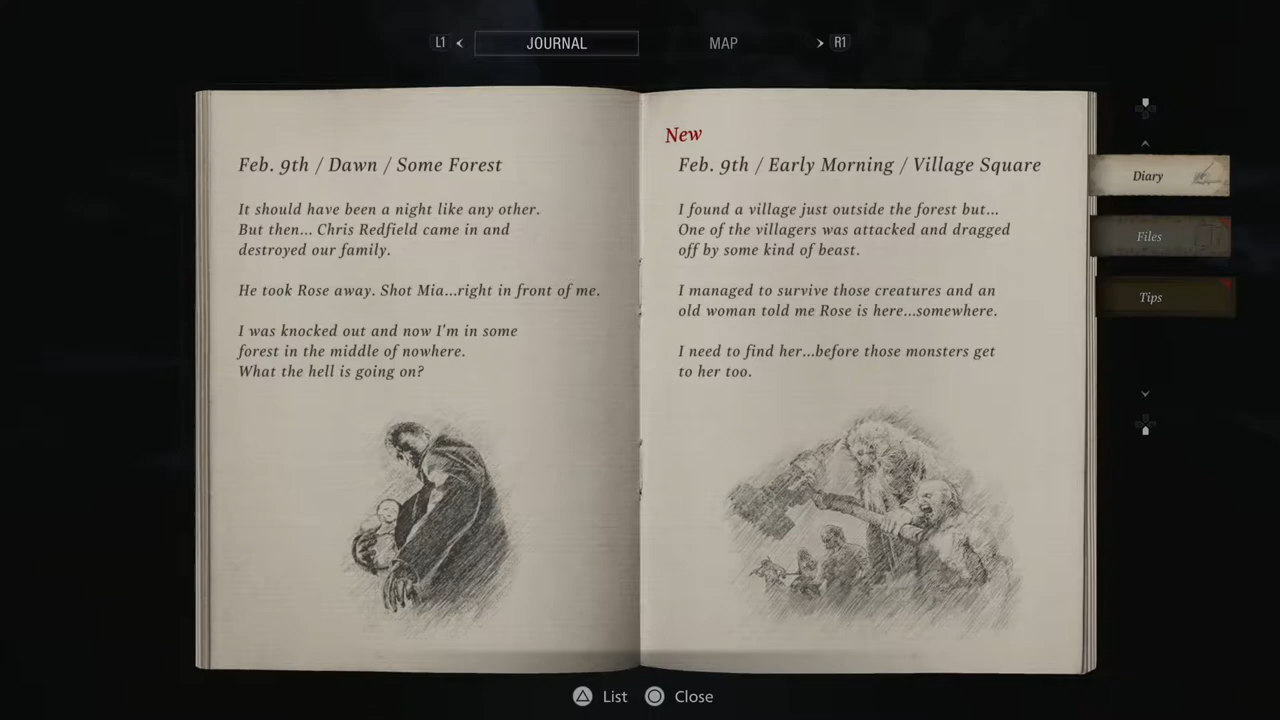 L1
JOURNAL
MAP
R1
Feb. 9th / Dawn / Some Forest
It should have been a night like any other.
But then... Chris Redfield came in and
destroyed our family.
He took Rose away. Shot Mia...right in front of me.
I was knocked out and now I'm in some
forest in the middle of nowhere.
What the hell is going on?
New
Feb. 9th / Early Morning / Village Square
I found a village just outside the forest but...
One of the villagers was attacked and dragged
off by some kind of beast.
I managed to survive those creatures and an
old woman told me Rose is here...somewhere.
I need to find her...before those monsters get
to her too.
Diary
Files
Tips
List
Close